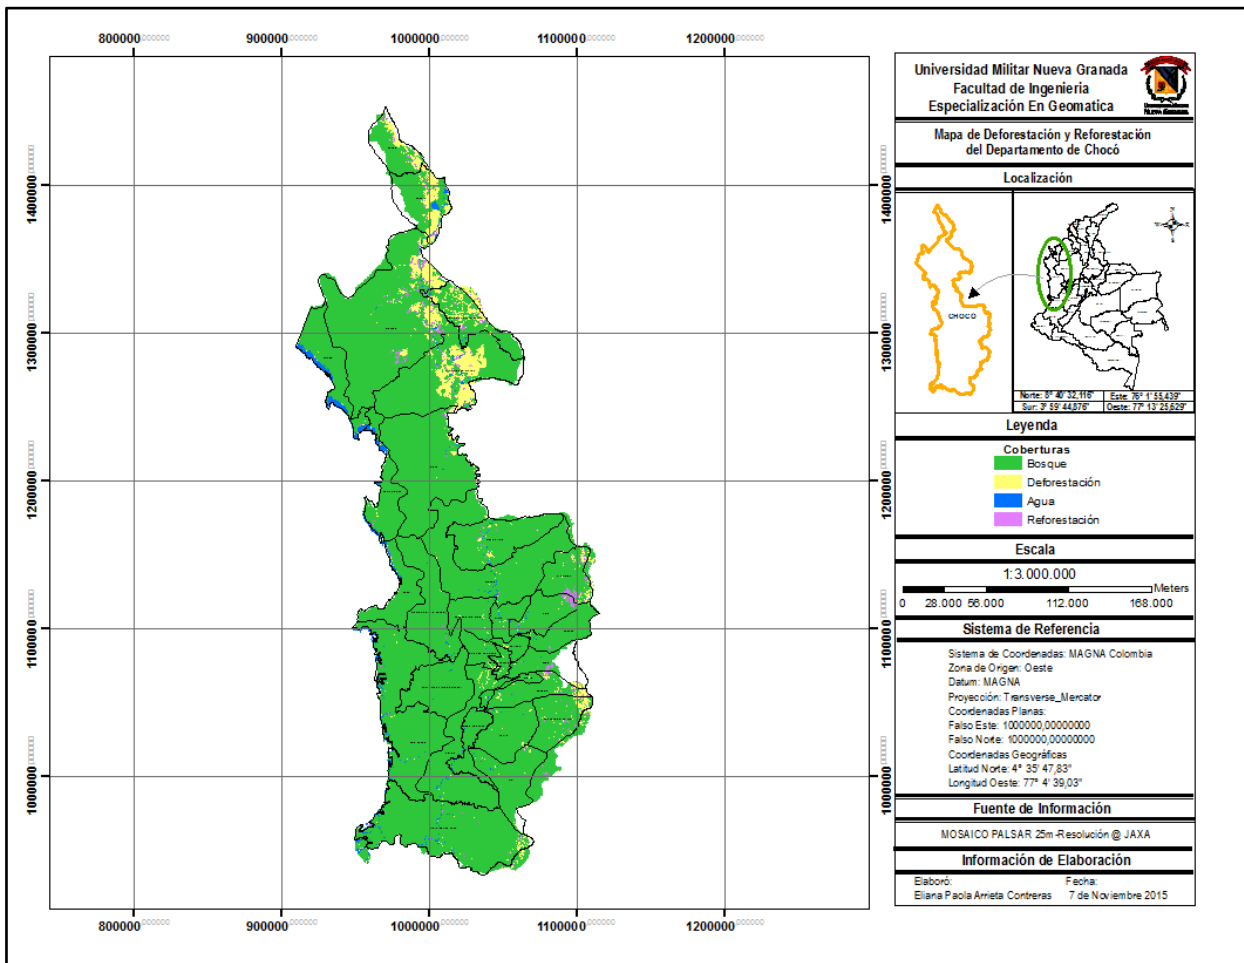 800000 900000 1000000 1100000 1200000
1400000
1300000
1200000
1100000
1000000
1400000
1300000
1200000
1100000
1000000
800000 900000 1000000 1100000 1200000
Universidad Militar Nueva Granada
Facultad de Ingenieria
Especialización En Geomatica
Mapa de Deforestación y Reforestación
del Departamento de Chocó
Localización
CHOCÓ
Norte: 8° 40' 32,116" Este: 76° 1' 55,439"
Sur: 3° 59' 44,876" Oeste: 77° 13' 25,629"
Leyenda
Coberturas
Bosque
Deforestación
Agua
Reforestación
Escala
1:3.000.000
Meters
0 28.000 56.000 112.000 168.000
Sistema de Referencia
Sistema de Coordenadas: MAGNA Colombia
Zona de Origen: Oeste
Datum: MAGNA
Proyección: Transverse_Mercator
Coordenadas Planas:
Falso Este: 1000000,00000000
Falso Norte: 1000000,00000000
Coordenadas Geográficas
Latitud Norte: 4° 35' 47,83"
Longitud Oeste: 77° 4' 39,03"
Fuente de Información
MOSAICO PALSAR 25m-Resolución @ JAXA
Información de Elaboración
Elaboró: Fecha:
Eliana Paola Arrieta Contreras 7 de Noviembre 2015